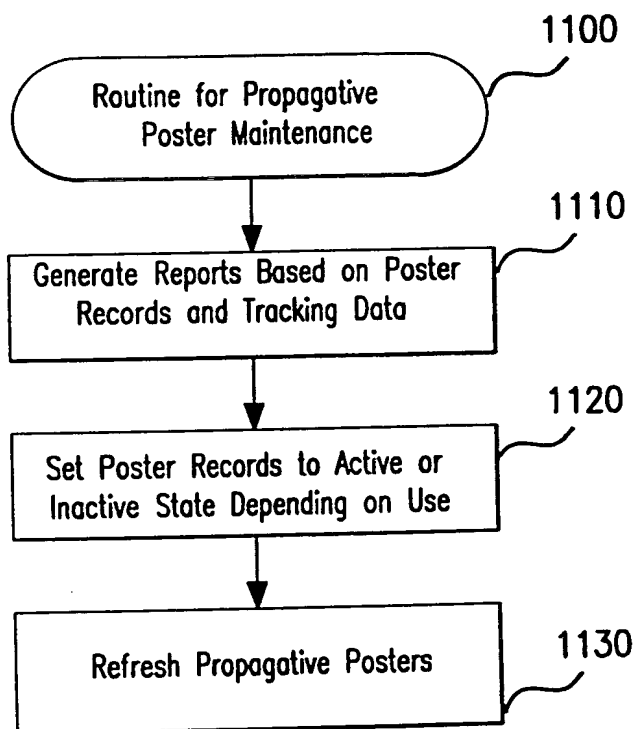 1100
Routine for Propagative
Poster Maintenance
1110
Generate Reports Based on Poster
Records and Tracking Data
1120
Set Poster Records to Active or
Inactive State Depending on Use
Refresh Propagative Posters
1130